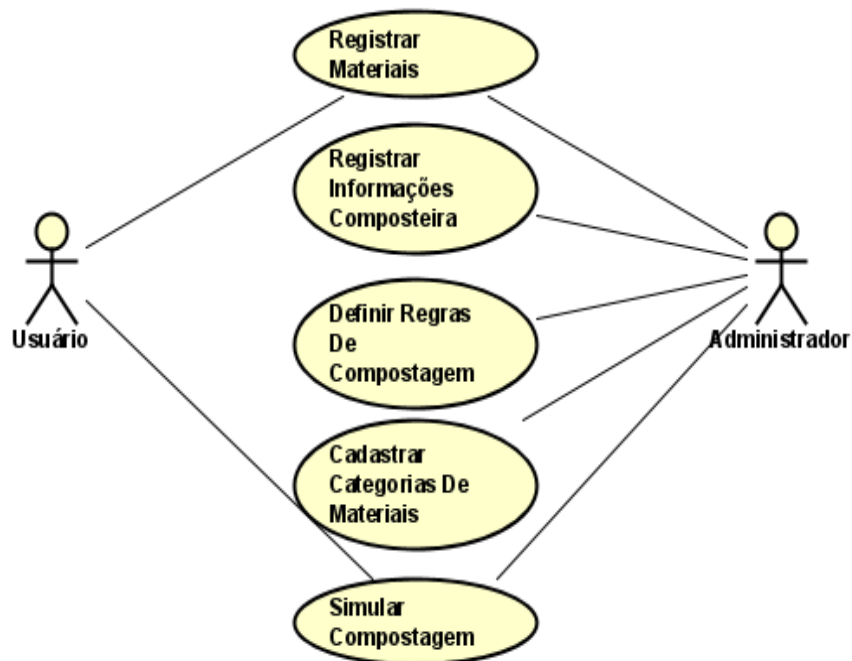 Registrar
Materiais
Registrar
Informações
Composteira
Usuário
Administrador
Definir Regras
De
Compostagem
Cadastrar
Categorias De
Materiais
Simular
Compostagem